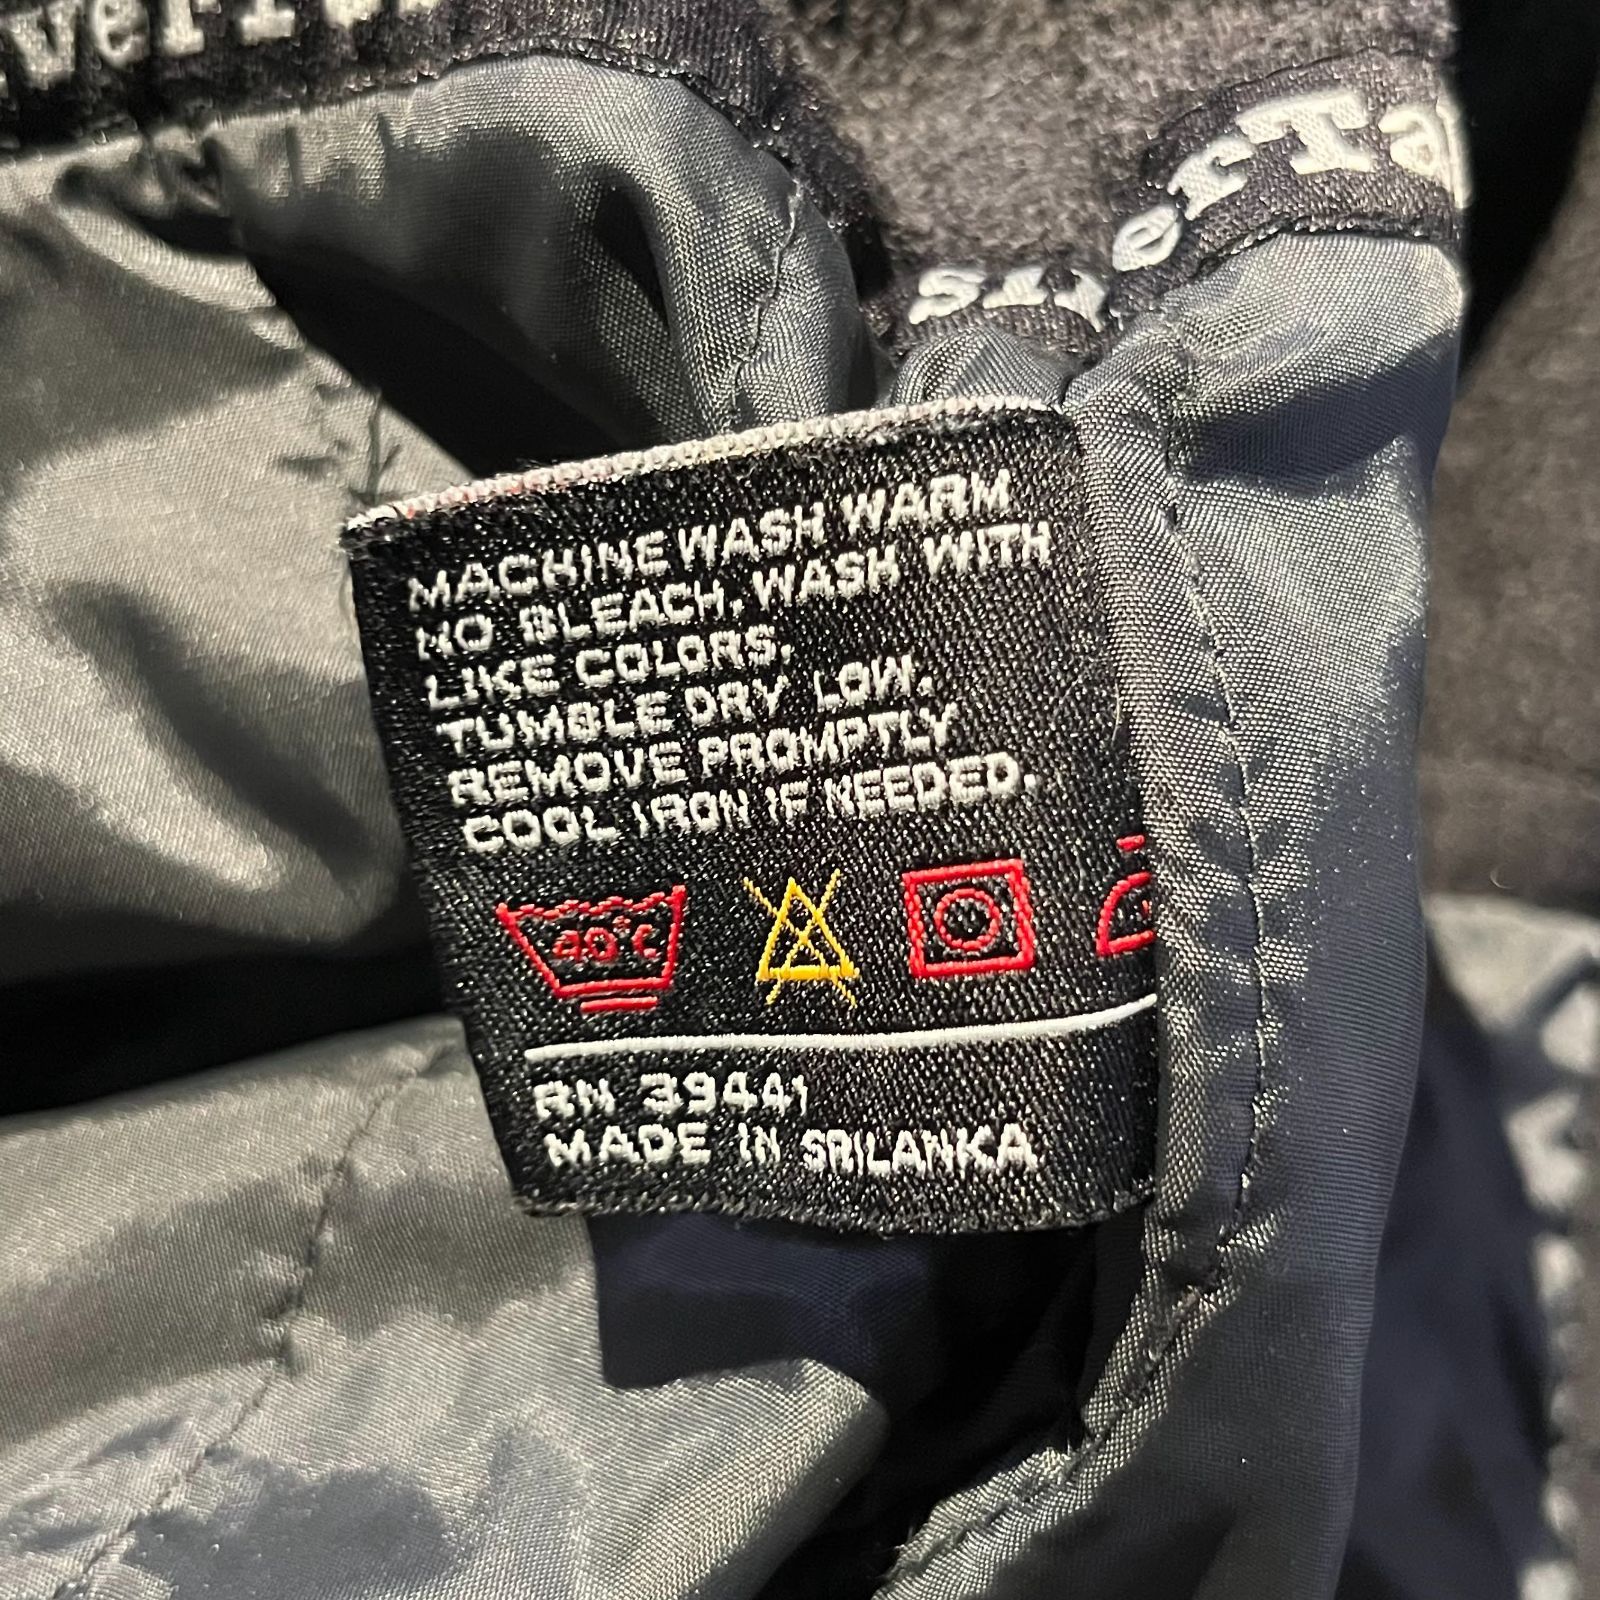 MACHINE WASH WARM
NO BLEACH. WASH WITH
LIKE COLORS.
TUMBLE DRY LOW.
REMOVE PROMPTLY
COOL IRON IF NEEDED.
40°C
RN 39441
MADE IN SRILANKA